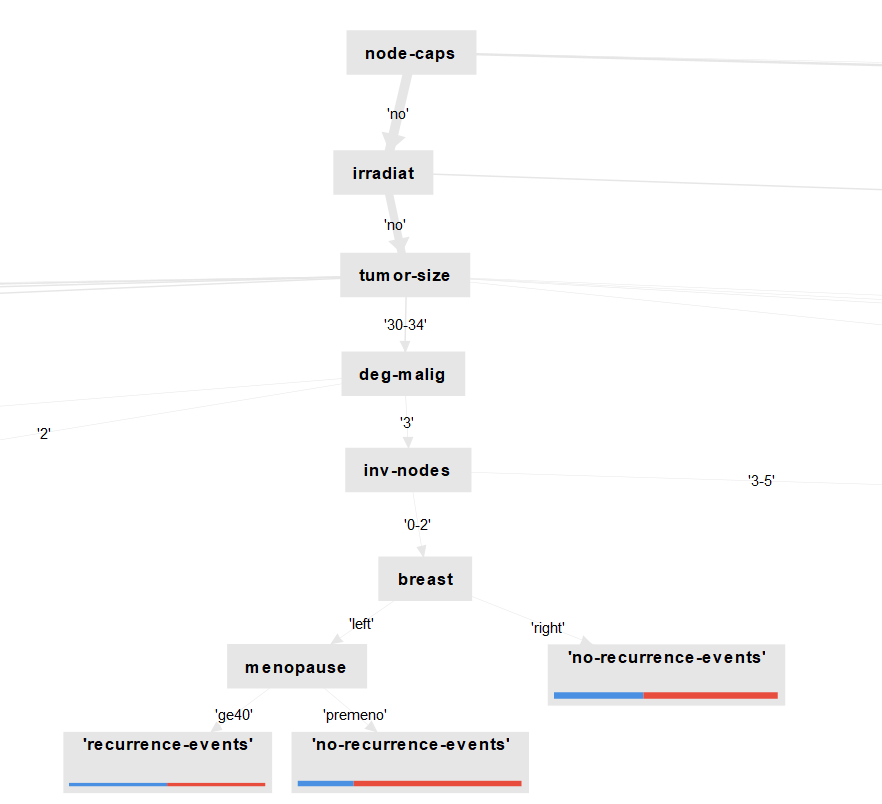 node-caps
'no'
irradiat
'no'
tumor-size
'30-34'
deg-malig
'3'
'2'
inv-nodes
'3-5'
'0-2'
breast
'left'
'right'
menopause
'no-recurrence-events'
'ge40'
'premeno'
'recurrence-events'
'no-recurrence-events'